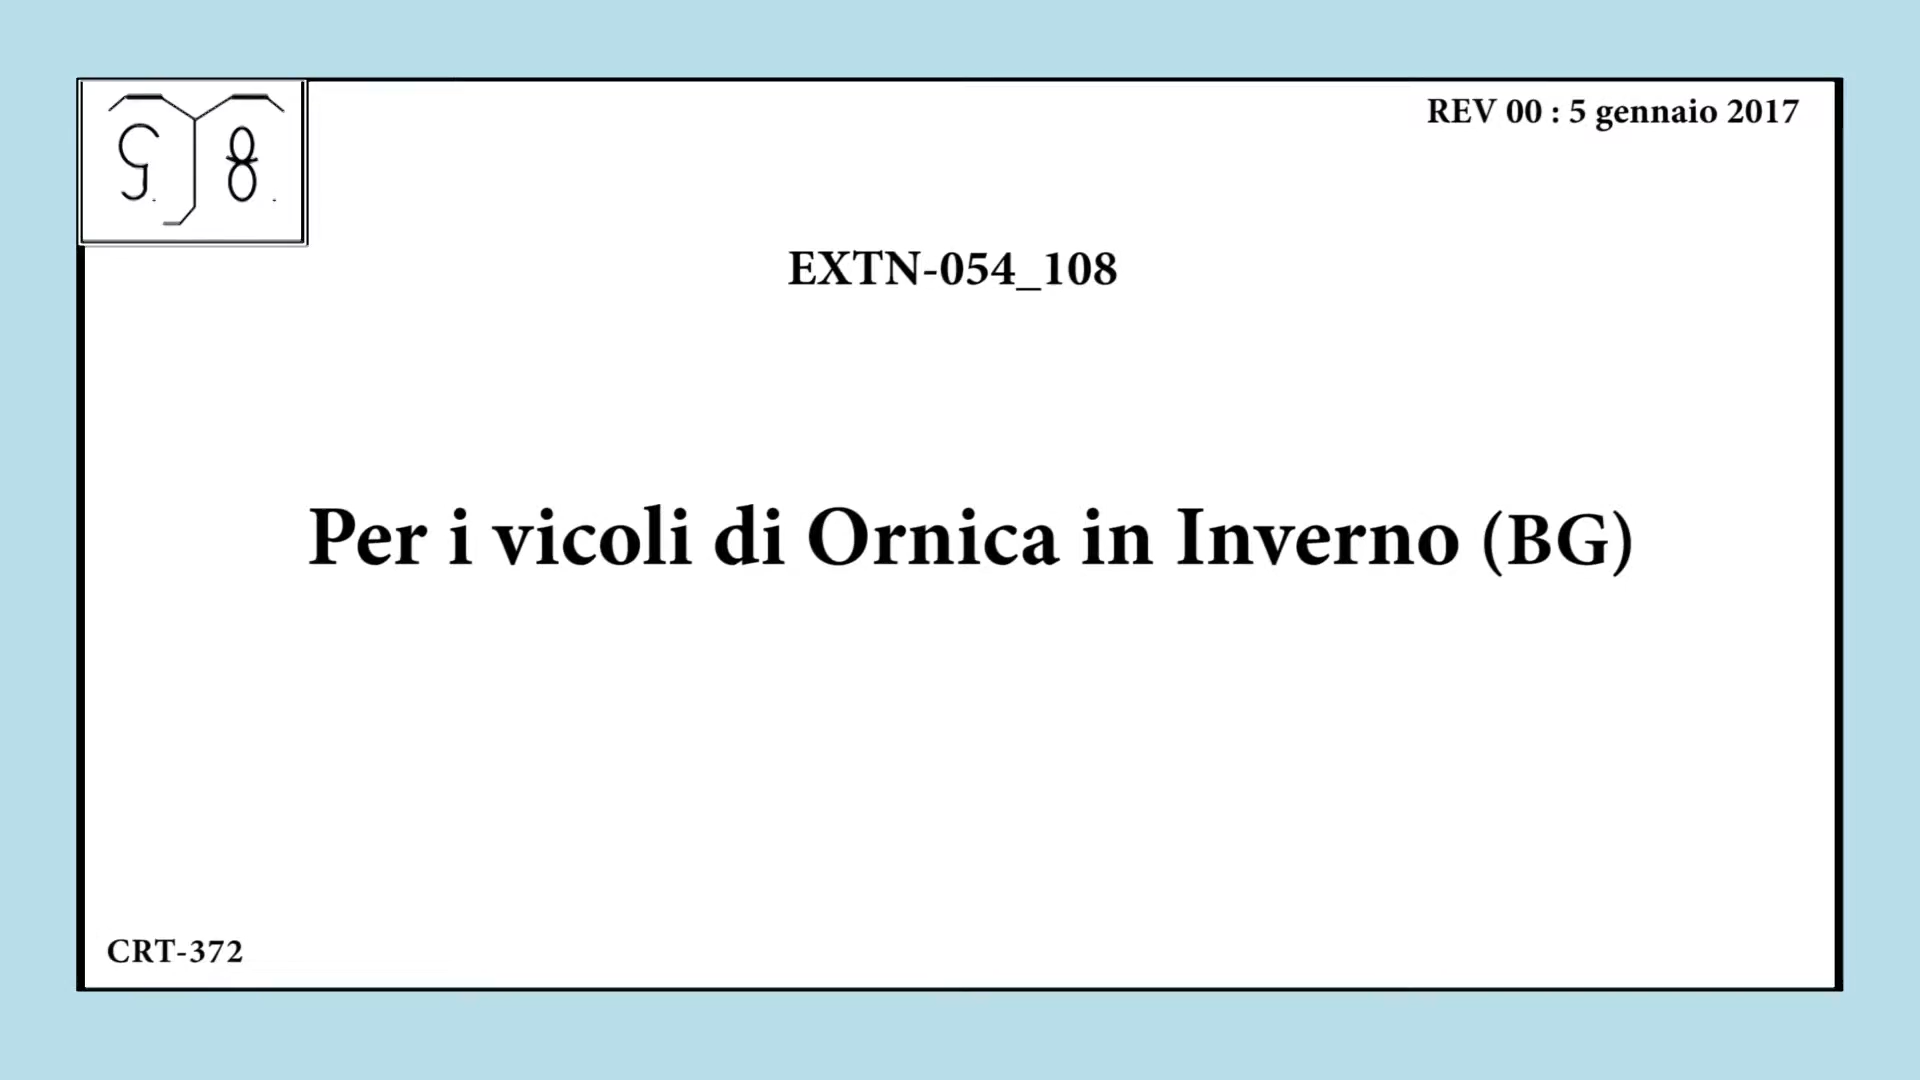 REV 00 : 5 gennaio 2017
EXTN-054_108
Per i vicoli di Ornica in Inverno (BG)
CRT-372